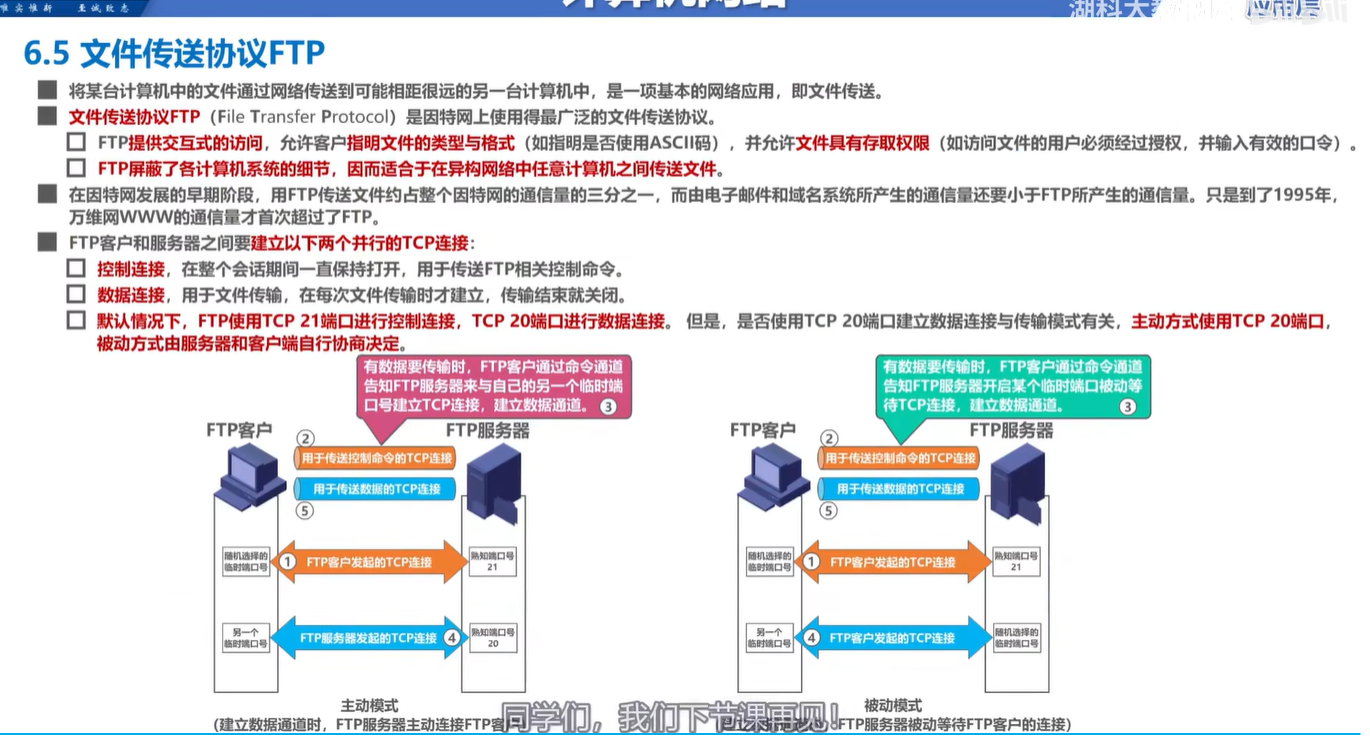 唯实惟新 至诚致志
计算机网络
6.5 文件传送协议FTP
将某台计算机中的文件通过网络传送到可能相距很远的另一台计算机中，是一项基本的网络应用，即文件传送。
文件传送协议FTP（File Transfer Protocol）是因特网上使用得最广泛的文件传送协议。
FTP提供交互式的访问，允许客户指明文件的类型与格式（如指明是否使用ASCII码），并允许文件具有存取权限（如访问文件的用户必须经过授权，并输入有效的口令）。
FTP屏蔽了各计算机系统的细节，因而适合于在异构网络中任意计算机之间传送文件。
在因特网发展的早期阶段，用FTP传送文件约占整个因特网的通信量的三分之一，而由电子邮件和域名系统所产生的通信量还要小于FTP所产生的通信量。只是到了1995年，
万维网WWW的通信量才首次超过了FTP。
FTP客户和服务器之间要建立以下两个并行的TCP连接：
控制连接，在整个会话期间一直保持打开，用于传送FTP相关控制命令。
数据连接，用于文件传输，在每次文件传输时才建立，传输结束就关闭。
默认情况下，FTP使用TCP 21端口进行控制连接，TCP 20端口进行数据连接。 但是，是否使用TCP 20端口建立数据连接与传输模式有关，主动方式使用TCP 20端口，
被动方式由服务器和客户端自行协商决定。
有数据要传输时，FTP客户通过命令通道
告知FTP服务器来与自己的另一个临时端
口号建立TCP连接，建立数据通道。 ③
FTP客户
FTP服务器
②
用于传送控制命令的TCP连接
用于传送数据的TCP连接
⑤
随机选择的
临时端口号
① FTP客户发起的TCP连接
熟知端口号
21
另一个
临时端口号
FTP服务器发起的TCP连接 ④
熟知端口号
20
主动模式
（建立数据通道时，FTP服务器主动连接FTP客户
有数据要传输时，FTP客户通过命令通道
告知FTP服务器开启某个临时端口被动等
待TCP连接，建立数据通道。 ③
FTP客户
FTP服务器
②
用于传送控制命令的TCP连接
用于传送数据的TCP连接
⑤
随机选择的
临时端口号
① FTP客户发起的TCP连接
熟知端口号
21
另一个
临时端口号
④ FTP客户发起的TCP连接
随机选择的
临时端口号
被动模式
FTP服务器被动等待FTP客户的连接）
同学们，我们下节课再见！